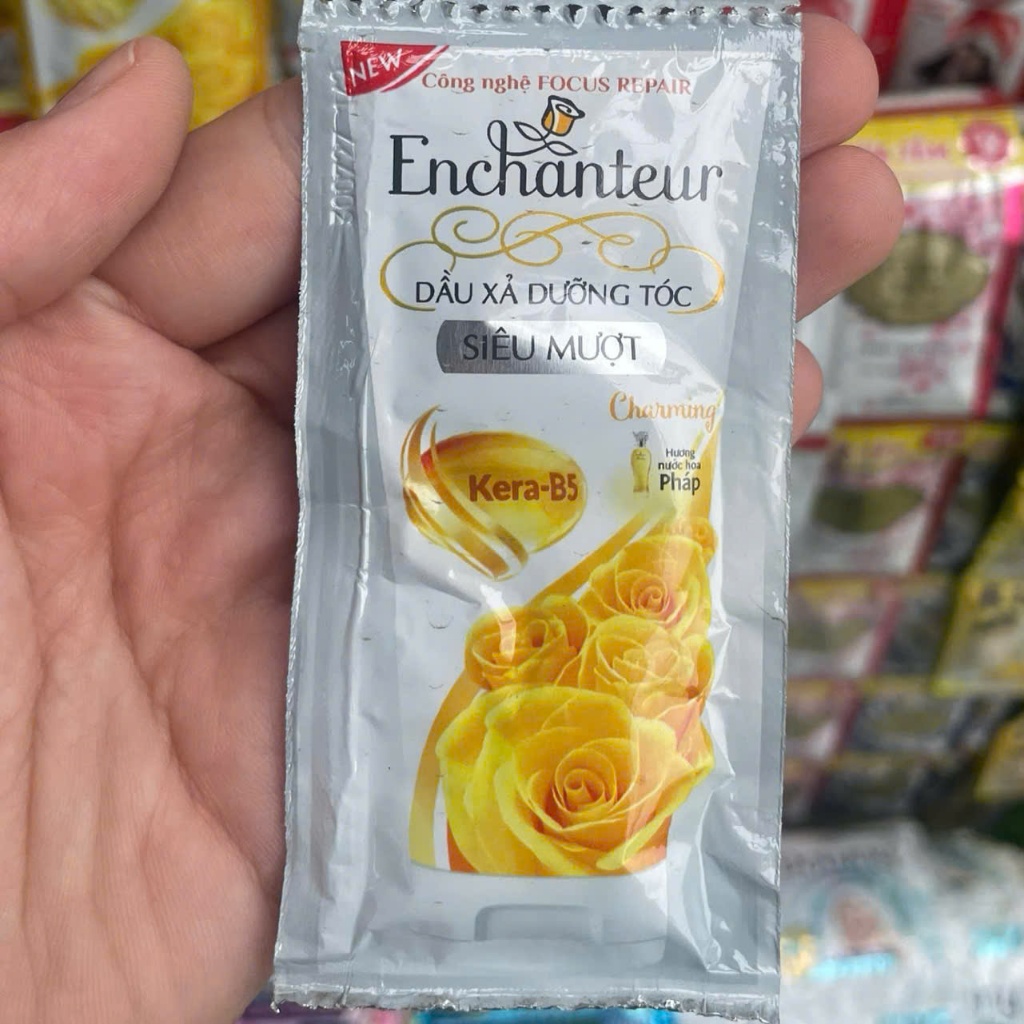 NEW
Công nghệ FOCUS REPAIR
Enchanteur
DẦU XẢ DƯỠNG TÓC
SIÊU MƯỢT
Charming
Hương
nước hoa
Pháp
Kera-B5